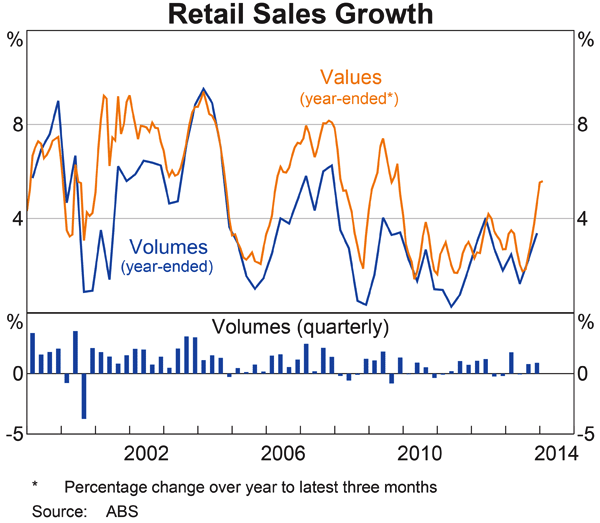 Retail Sales Growth
% %
Values
(year-ended*)
8 8
4 4
Volumes
(year-ended)
% %
Volumes (quarterly)
0 0
-5 -5
2002 2006 2010 2014
* Percentage change over year to latest three months
Source: ABS